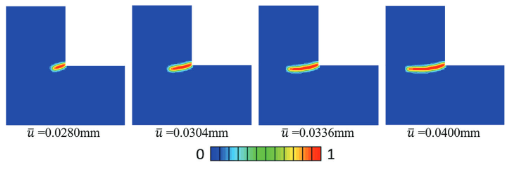 ū =0.0280mm ū =0.0304mm ū =0.0336mm ū =0.0400mm
0 1